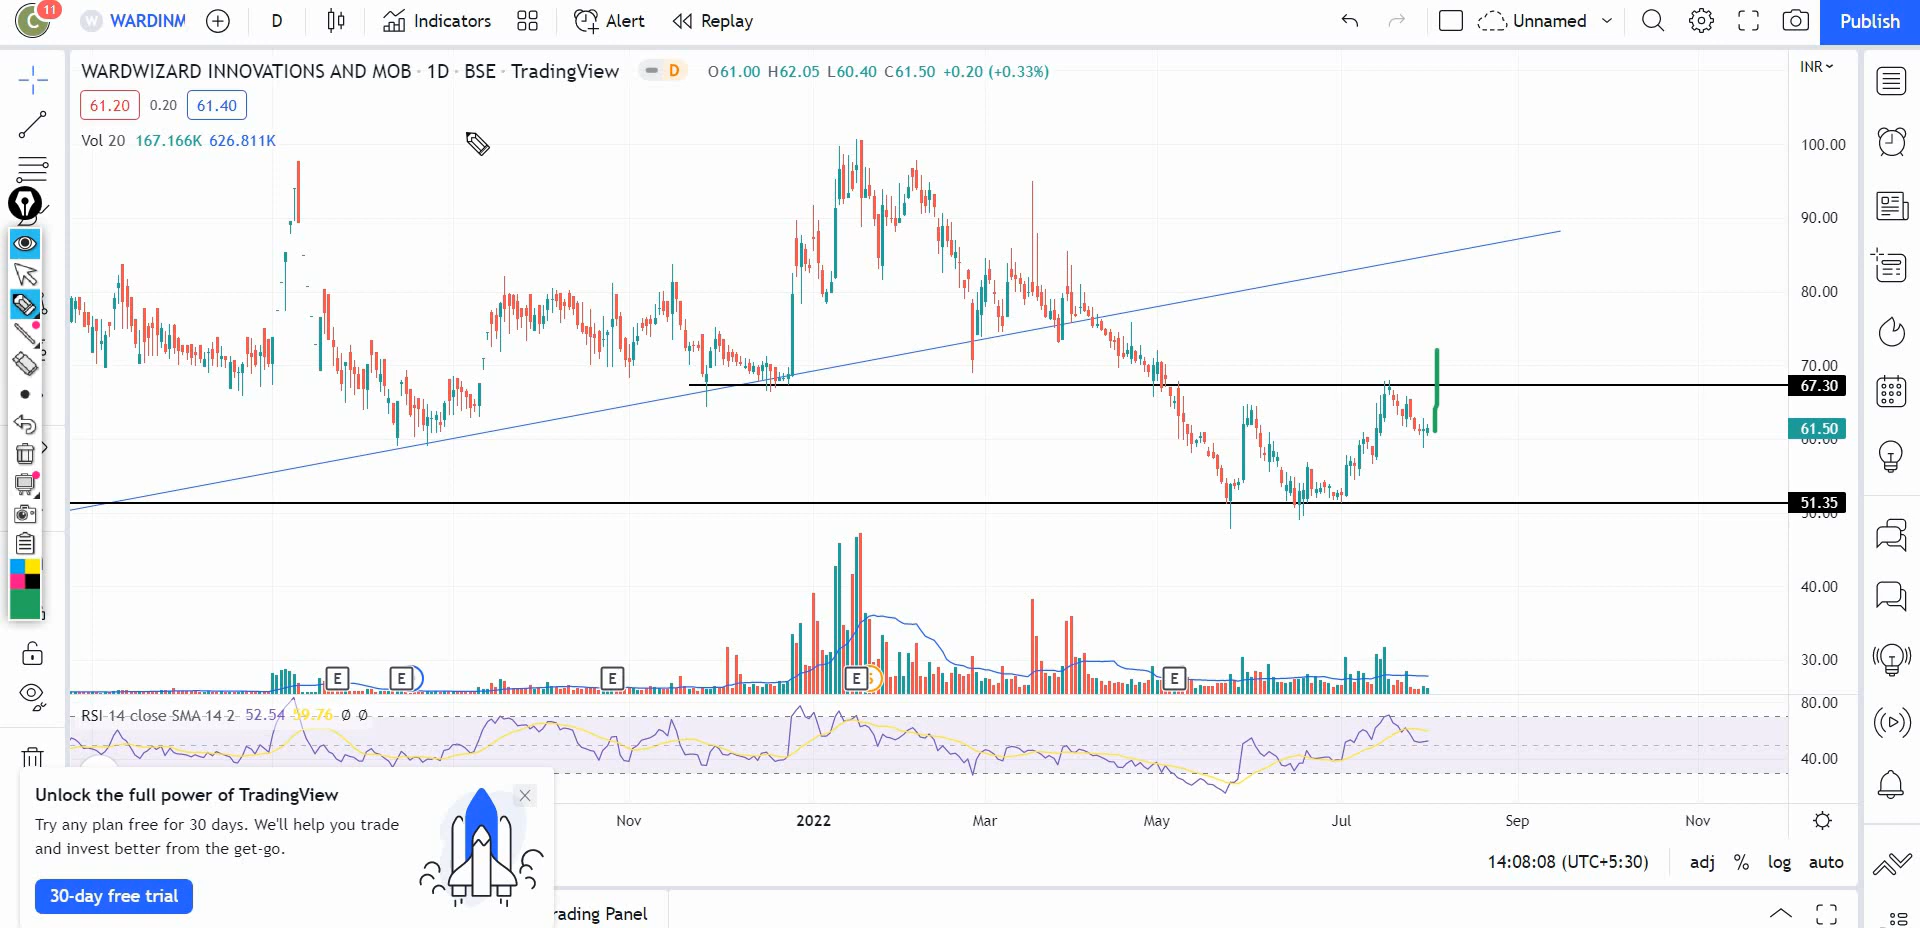 C
11
W
WARDINM
D
Indicators
Alert
Replay
Unnamed
Publish
WARDWIZARD INNOVATIONS AND MOB · 1D · BSE · TradingView
D
O61.00 H62.05 L60.40 C61.50 +0.20 (+0.33%)
INR
61.20
0.20
61.40
Vol 20 167.166K 626.811K
100.00
90.00
80.00
70.00
67.30
61.50
60.00
51.35
50.00
40.00
30.00
E
E
E
E
E
RSI 14 close SMA 14 2 52.54 59.76 Ø Ø
80.00
40.00
Nov
2022
Mar
May
Jul
Sep
Nov
Unlock the full power of TradingView
Try any plan free for 30 days. We'll help you trade
and invest better from the get-go.
30-day free trial
14:08:08 (UTC+5:30)
adj
%
log
auto
rading Panel